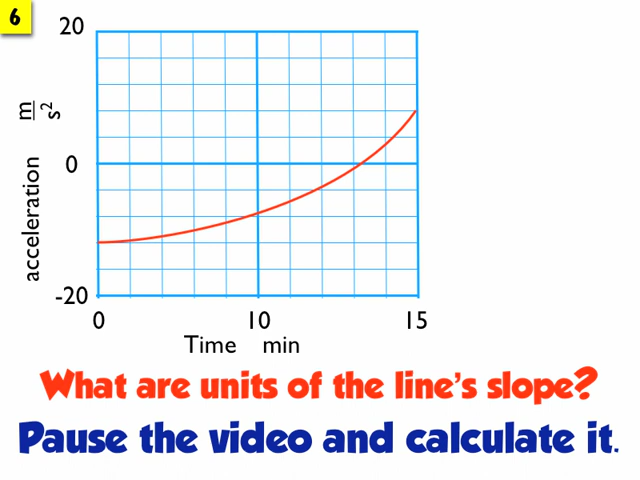 6
20
m
s²
0
acceleration
-20
0 10 15
Time min
What are units of the line's slope?
Pause the video and calculate it.